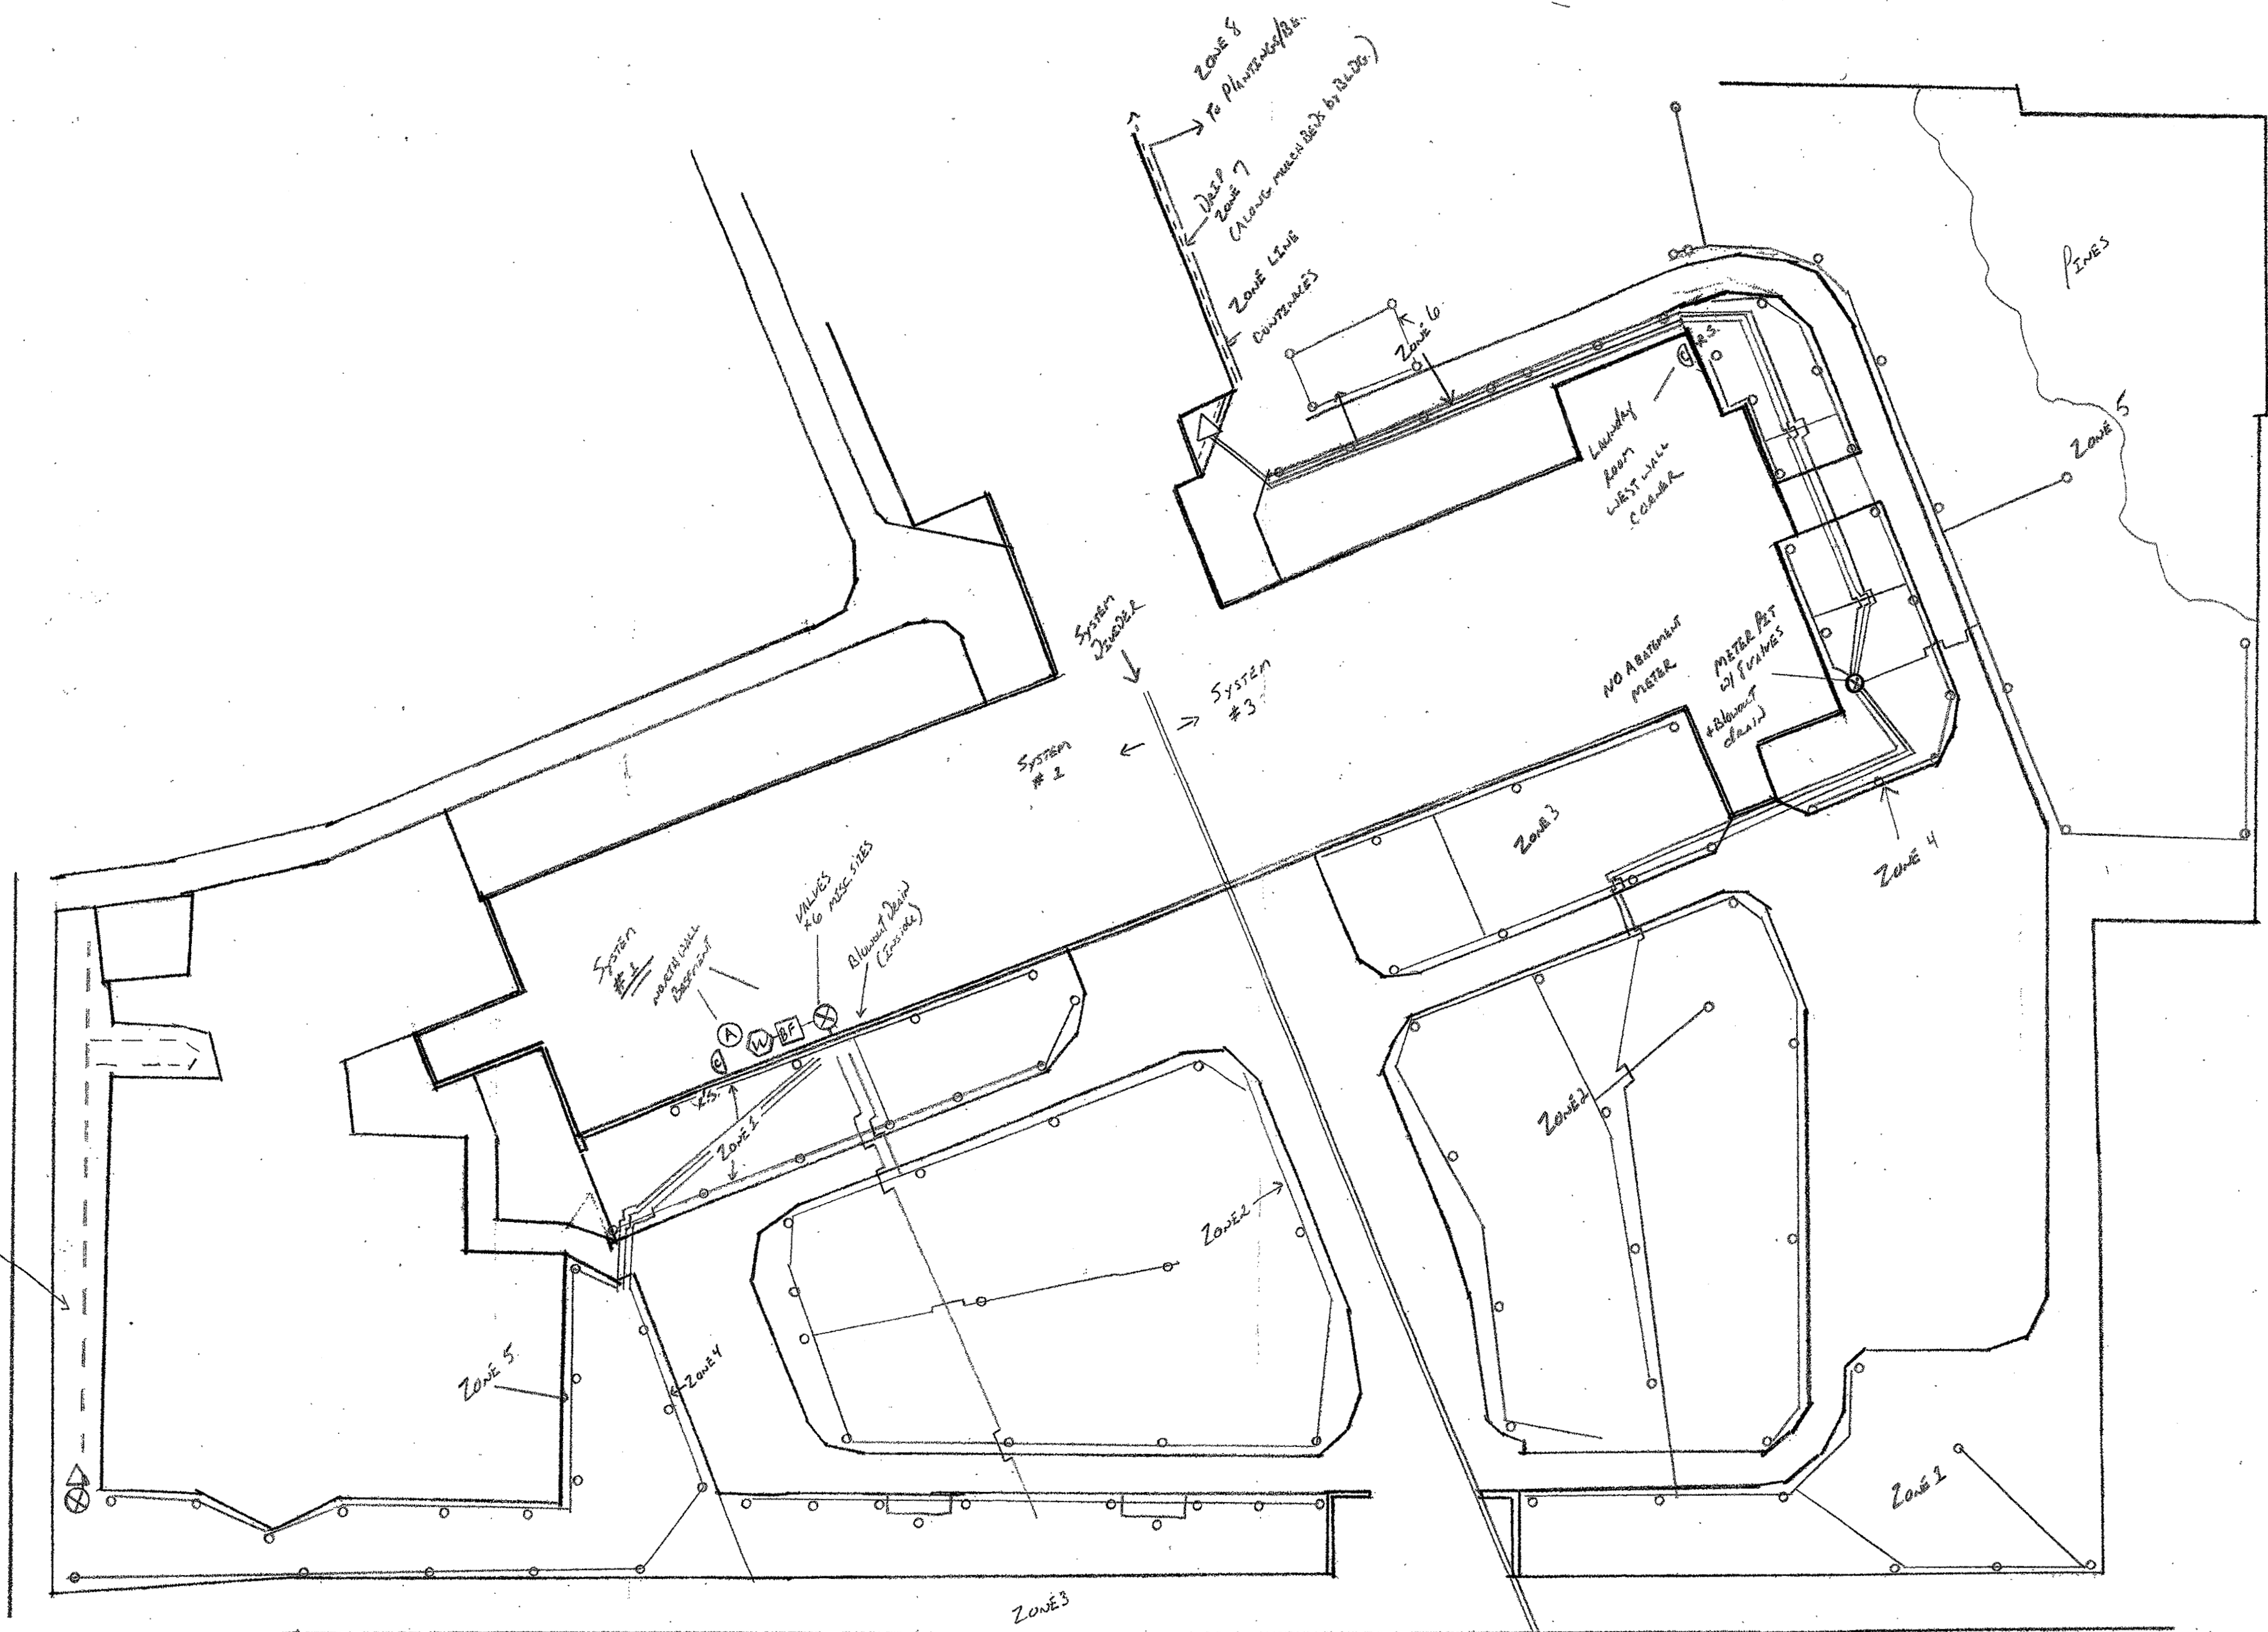 ZONE 8
To PLANTINGS/BE
DRIP
ZONE 7
(ALONG MULCH BEDS by BLDG.)
ZONE LINE
CONTINUES
ZONE 6
PINES
ZONE 5
C
R.S.
LAUNDRY
ROOM
WEST WALL
CORNER
SYSTEM
DIVIDER
SYSTEM
#3
SYSTEM
# 1
NO ABATEMENT
METER
METER PIT
W/ 8 VALVES
+ Blowout
drain
ZONE 3
ZONE 4
VALVES
x6 MISC. SIZES
Blowout Drain
(Inside)
SYSTEM
# 1
NORTH WALL
BASEMENT
A
C
W
BF
R.S.
ZONE 1
ZONE 2
ZONE 2
ZONE 5
ZONE 4
ZONE 1
ZONE 3